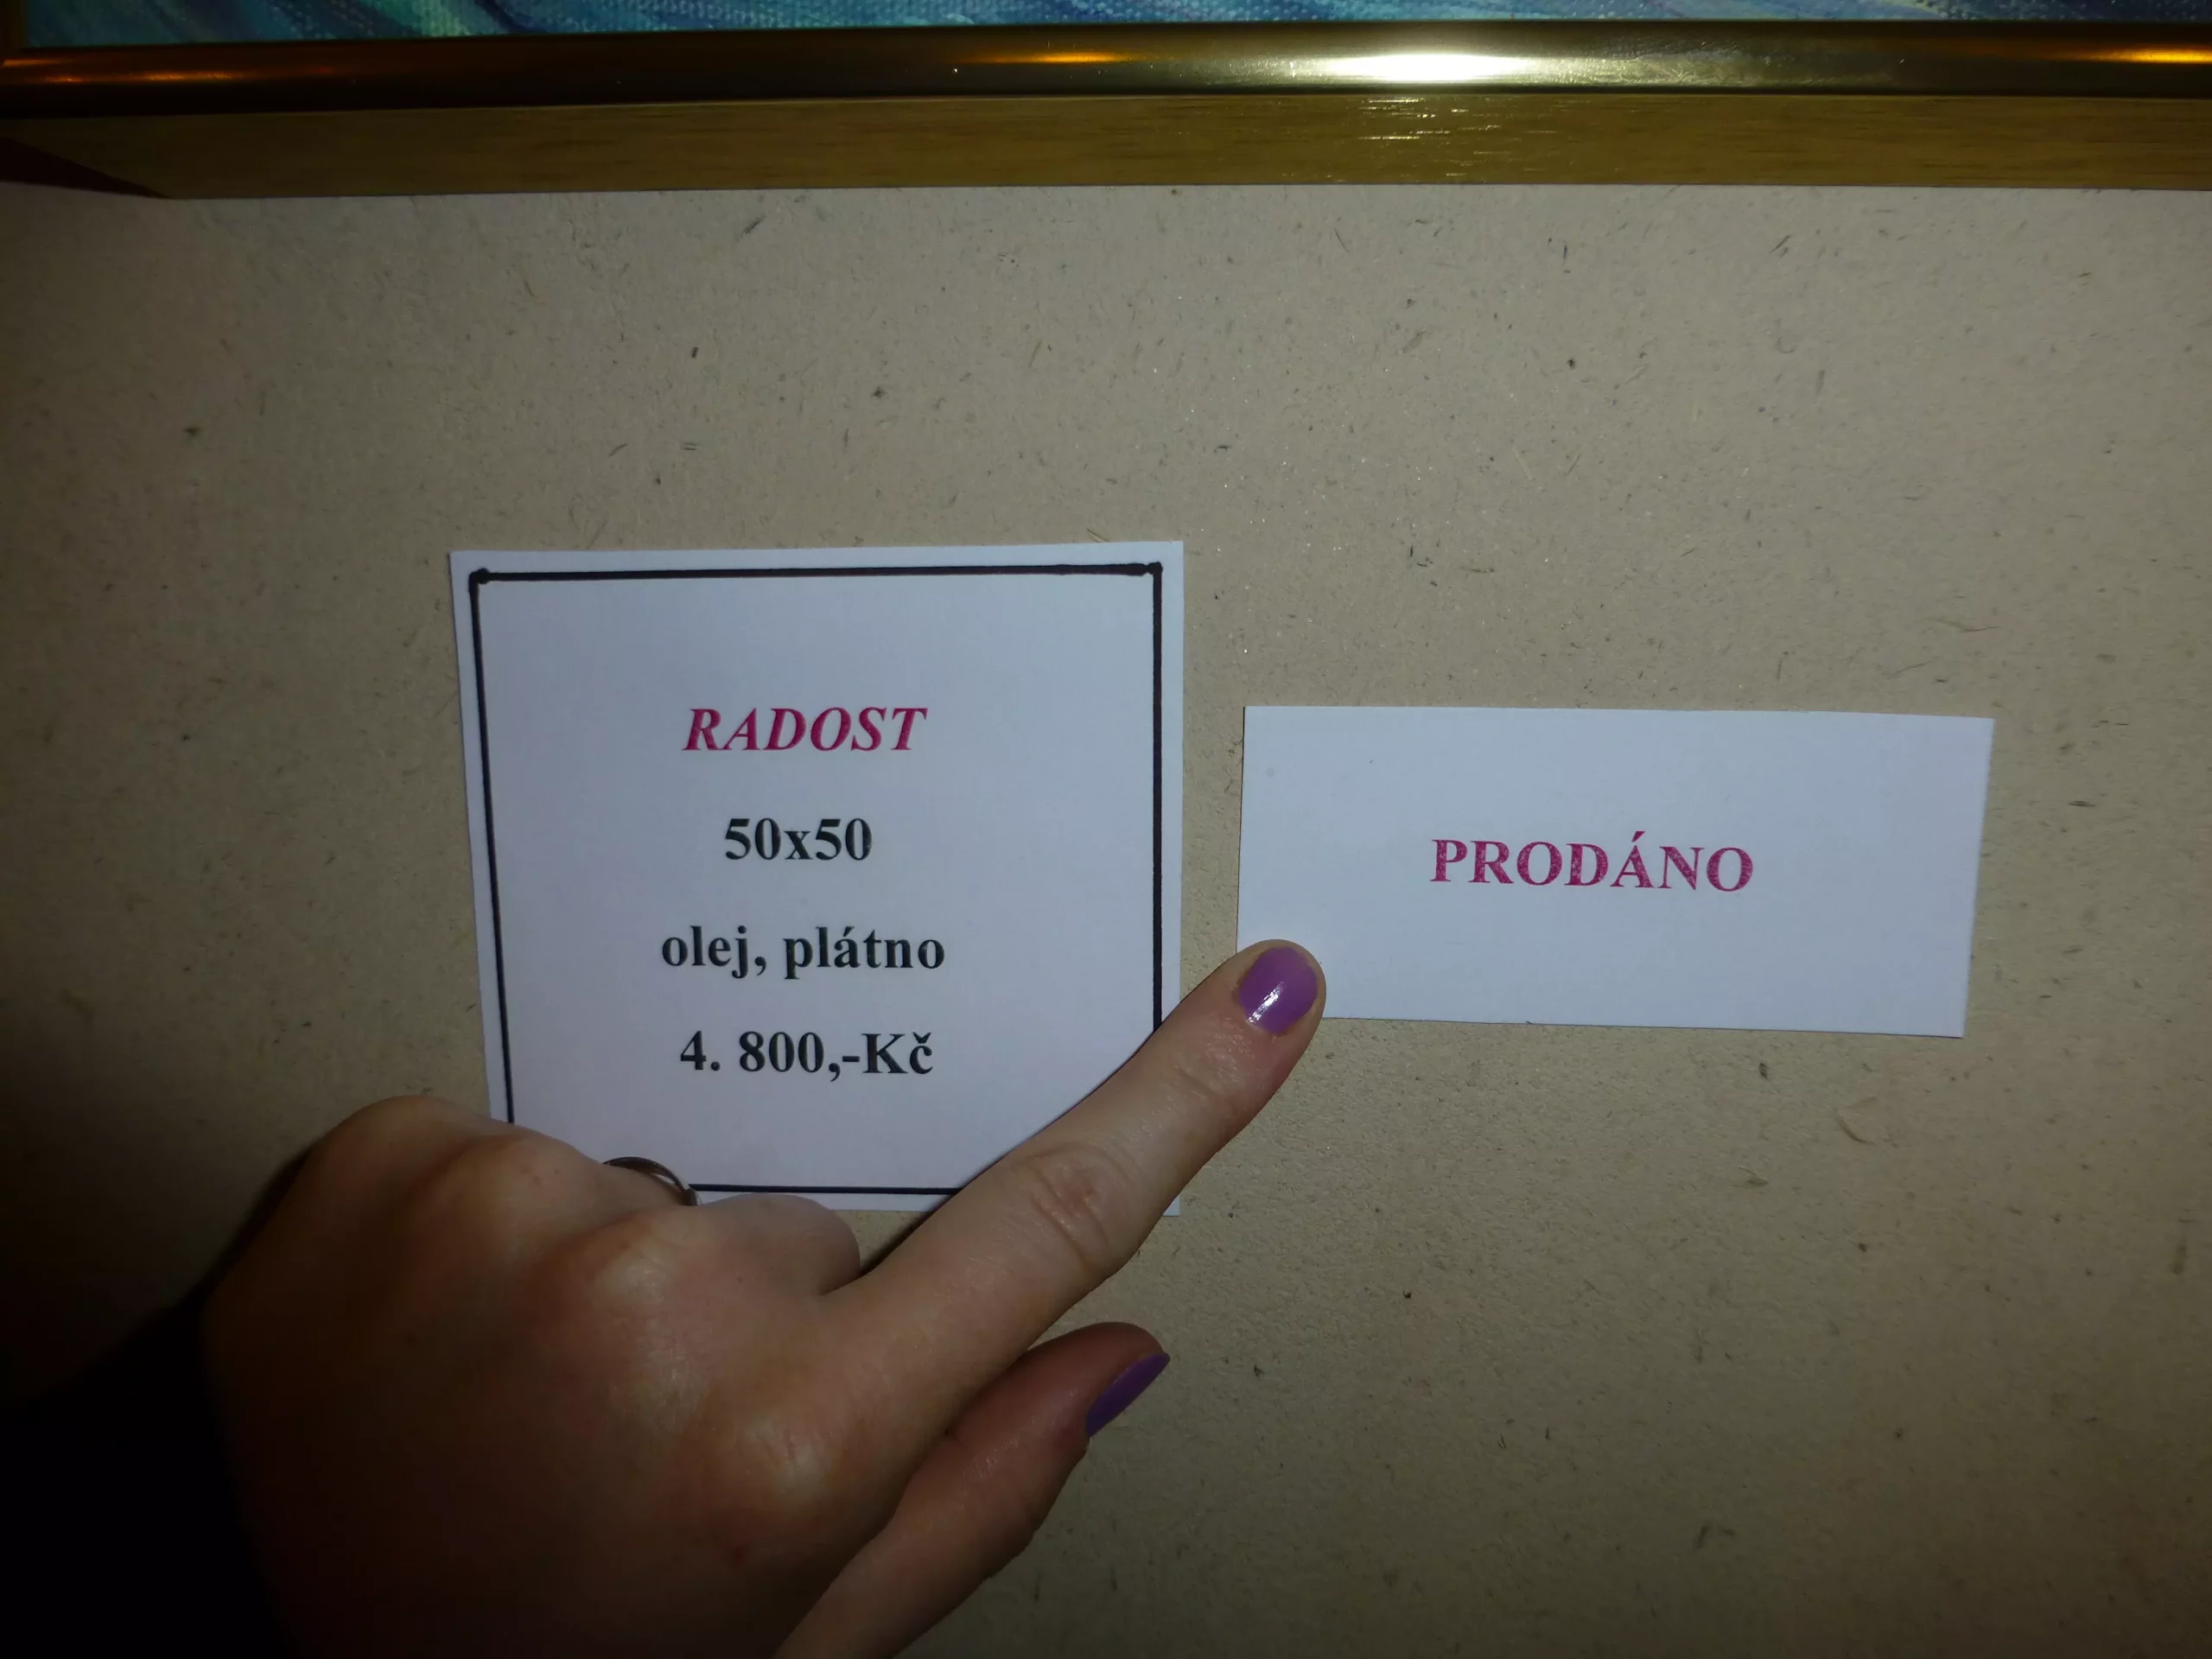 RADOST
50x50
olej, plátno
4. 800,-Kč
PRODÁNO